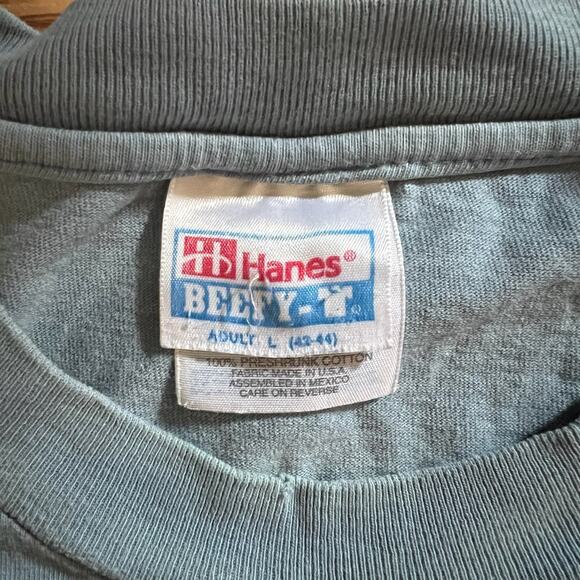 Hanes®
BEEFY-T®
ADULT L (42-44)
100% PRESHRUNK COTTON
FABRIC MADE IN U.S.A.
ASSEMBLED IN MEXICO
CARE ON REVERSE